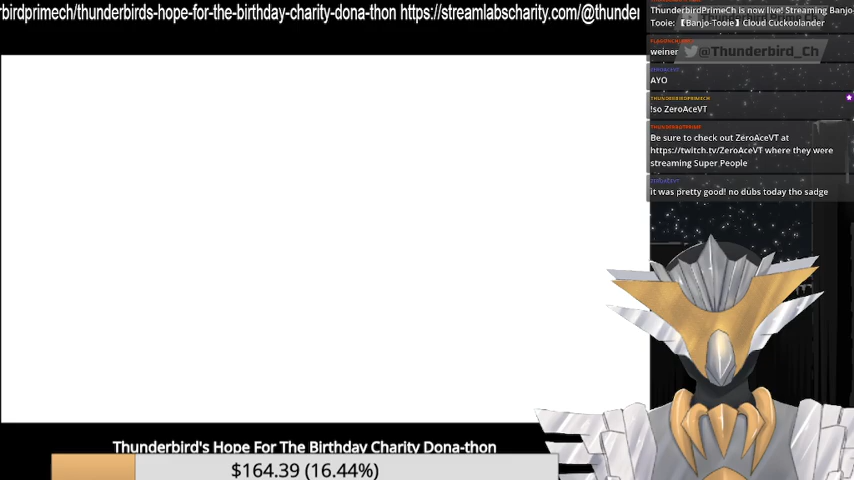 birdprimech/thunderbirds-hope-for-the-birthday-charity-dona-thon https://streamlabscharity.com/@thunde
ThunderbirdPrimeCh is now live! Streaming Banjo-
Tooie: 【Banjo-Tooie】Cloud Cuckoolander
@Thunderbird_Ch
weiner
AYO
THUNDERBIRDPRIMECH
!so ZeroAceVT
Be sure to check out ZeroAceVT at
https://twitch.tv/ZeroAceVT where they were
streaming Super People
it was pretty good! no dubs today tho sadge
Thunderbird's Hope For The Birthday Charity Dona-thon
$164.39 (16.44%)